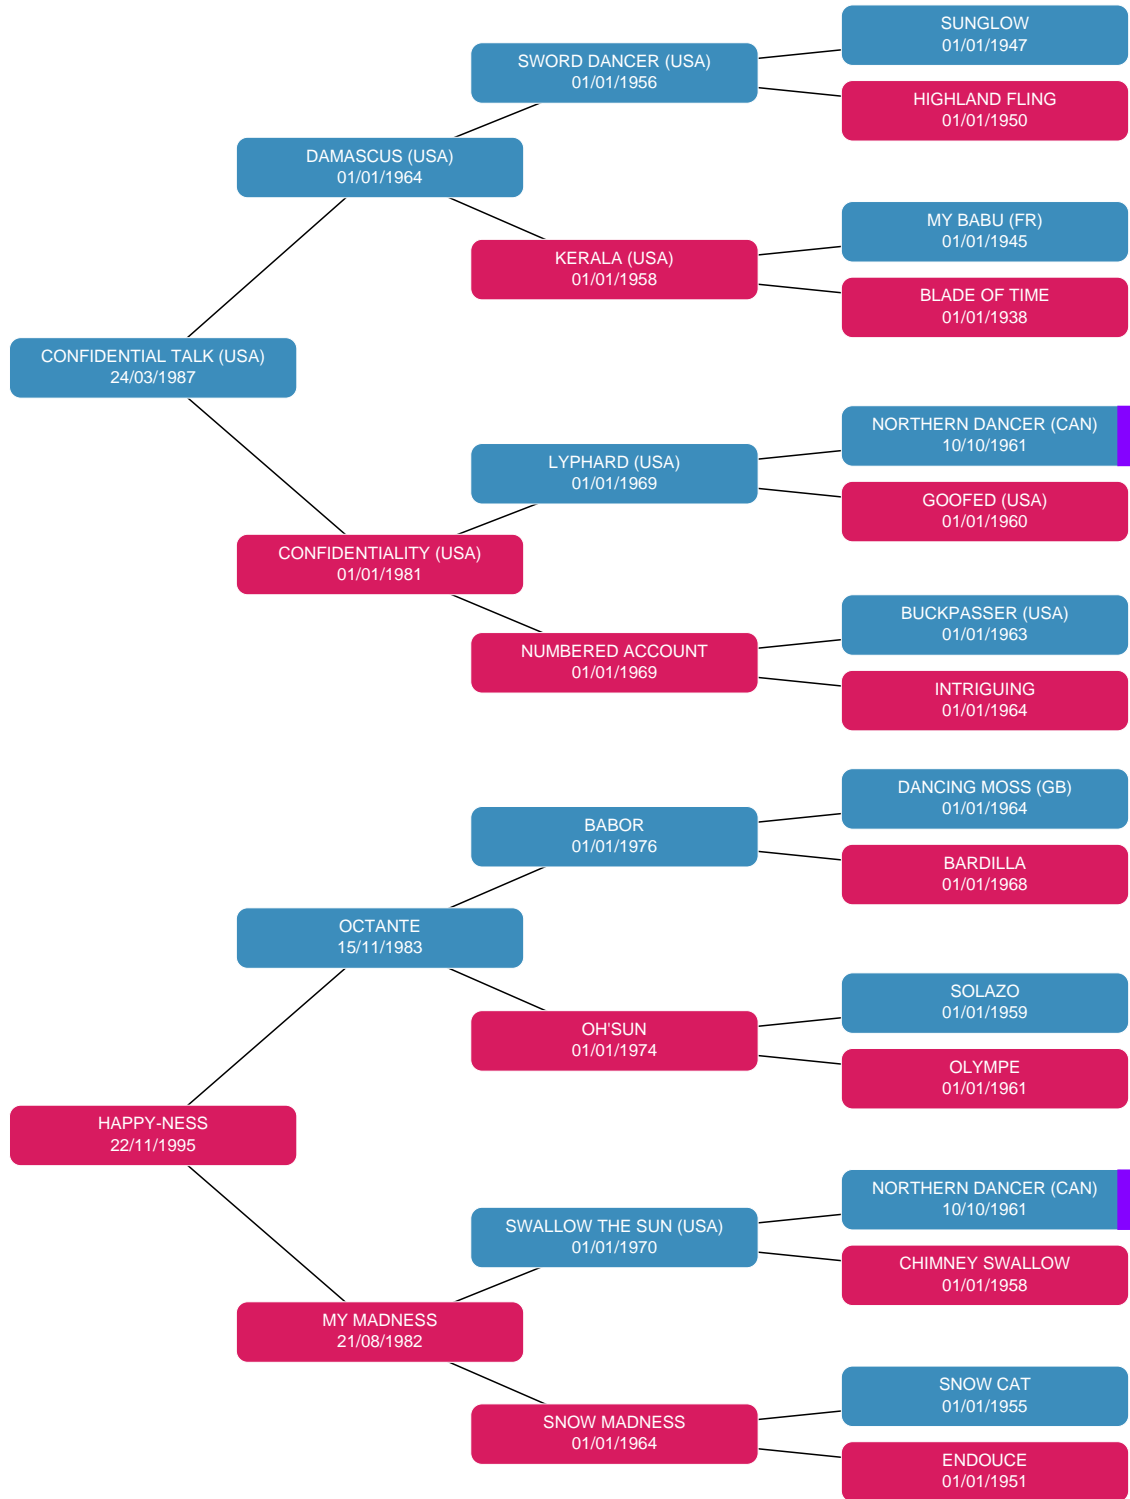 SUNGLOW
01/01/1947
SWORD DANCER (USA)
01/01/1956
HIGHLAND FLING
01/01/1950
DAMASCUS (USA)
01/01/1964
MY BABU (FR)
01/01/1945
KERALA (USA)
01/01/1958
BLADE OF TIME
01/01/1938
CONFIDENTIAL TALK (USA)
24/03/1987
NORTHERN DANCER (CAN)
10/10/1961
LYPHARD (USA)
01/01/1969
GOOFED (USA)
01/01/1960
CONFIDENTIALITY (USA)
01/01/1981
BUCKPASSER (USA)
01/01/1963
NUMBERED ACCOUNT
01/01/1969
INTRIGUING
01/01/1964
DANCING MOSS (GB)
01/01/1964
BABOR
01/01/1976
BARDILLA
01/01/1968
OCTANTE
15/11/1983
SOLAZO
01/01/1959
OH'SUN
01/01/1974
OLYMPE
01/01/1961
HAPPY-NESS
22/11/1995
NORTHERN DANCER (CAN)
10/10/1961
SWALLOW THE SUN (USA)
01/01/1970
CHIMNEY SWALLOW
01/01/1958
MY MADNESS
21/08/1982
SNOW CAT
01/01/1955
SNOW MADNESS
01/01/1964
ENDOUCE
01/01/1951